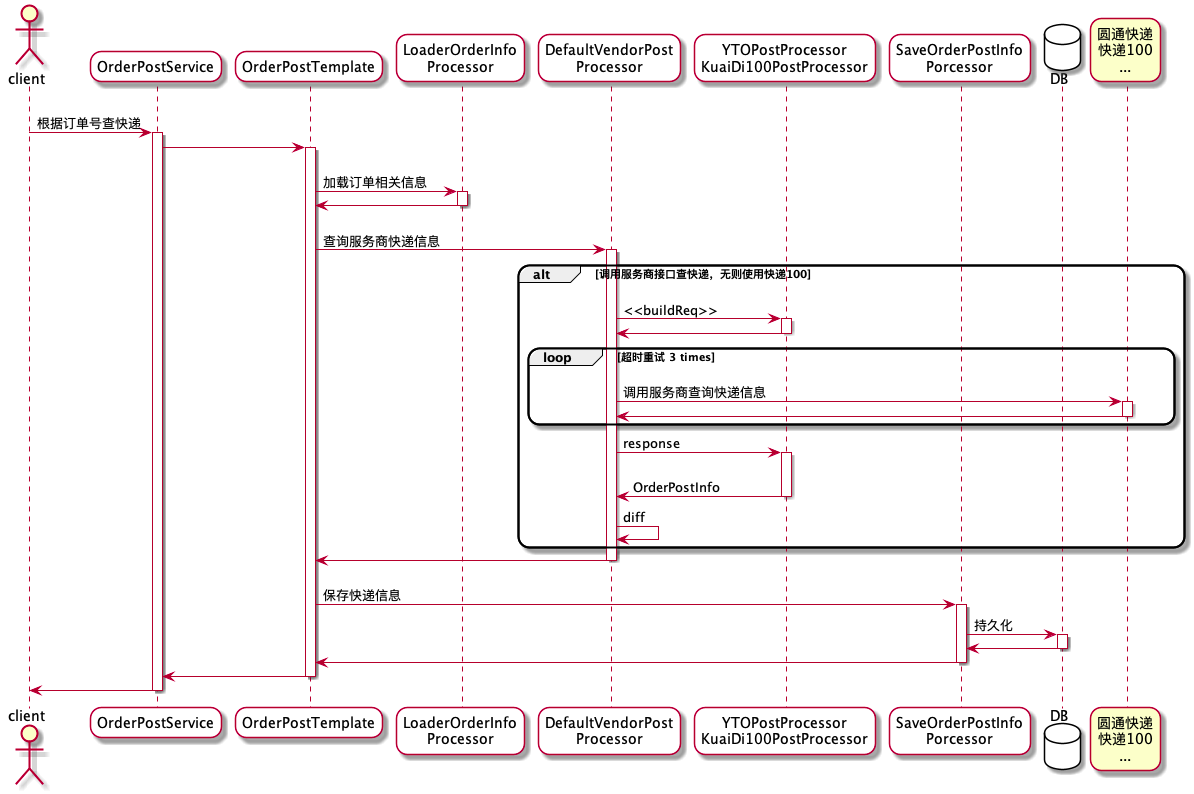 client
OrderPostService
OrderPostTemplate
LoaderOrderInfo
Processor
DefaultVendorPost
Processor
YTOPostProcessor
KuaiDi100PostProcessor
SaveOrderPostInfo
Porcessor
DB
圆通快递
快递100
...
根据订单号查快递
加载订单相关信息
查询服务商快递信息
alt [调用服务商接口查快递，无则使用快递100]
<<buildReq>>
loop [超时重试 3 times]
调用服务商查询快递信息
response
OrderPostInfo
diff
保存快递信息
持久化
client
OrderPostService
OrderPostTemplate
LoaderOrderInfo
Processor
DefaultVendorPost
Processor
YTOPostProcessor
KuaiDi100PostProcessor
SaveOrderPostInfo
Porcessor
DB
圆通快递
快递100
...